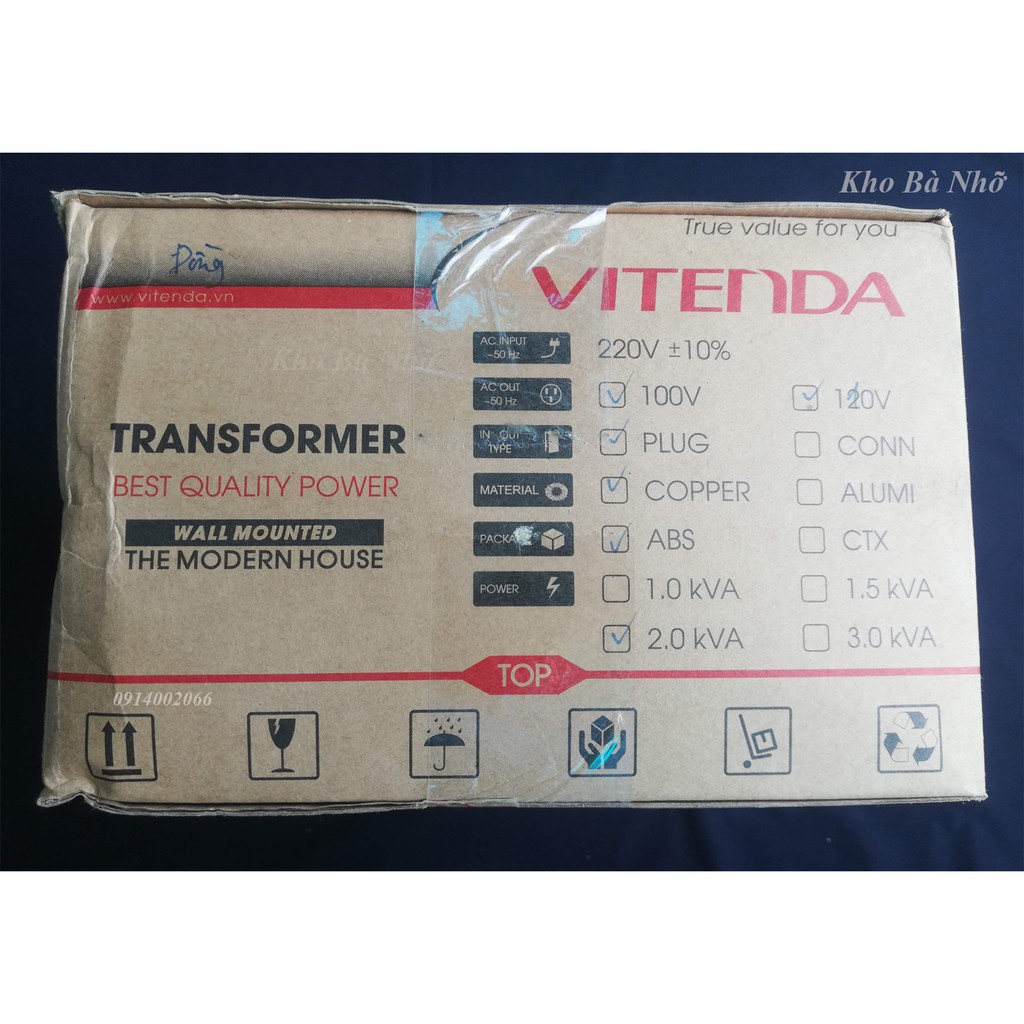 Kho Bà Nhỡ
True value for you
Đồng
www.vitenda.vn
VITENDA
AC INPUT
~50 Hz
220V ±10%
AC OUT
~50 Hz
100V
120V
TRANSFORMER
IN OUT
TYPE
PLUG
CONN
BEST QUALITY POWER
MATERIAL
COPPER
ALUMI
WALL MOUNTED
THE MODERN HOUSE
ABS
CTX
POWER
1.0 kVA
1.5 kVA
2.0 kVA
3.0 kVA
TOP
0914002066